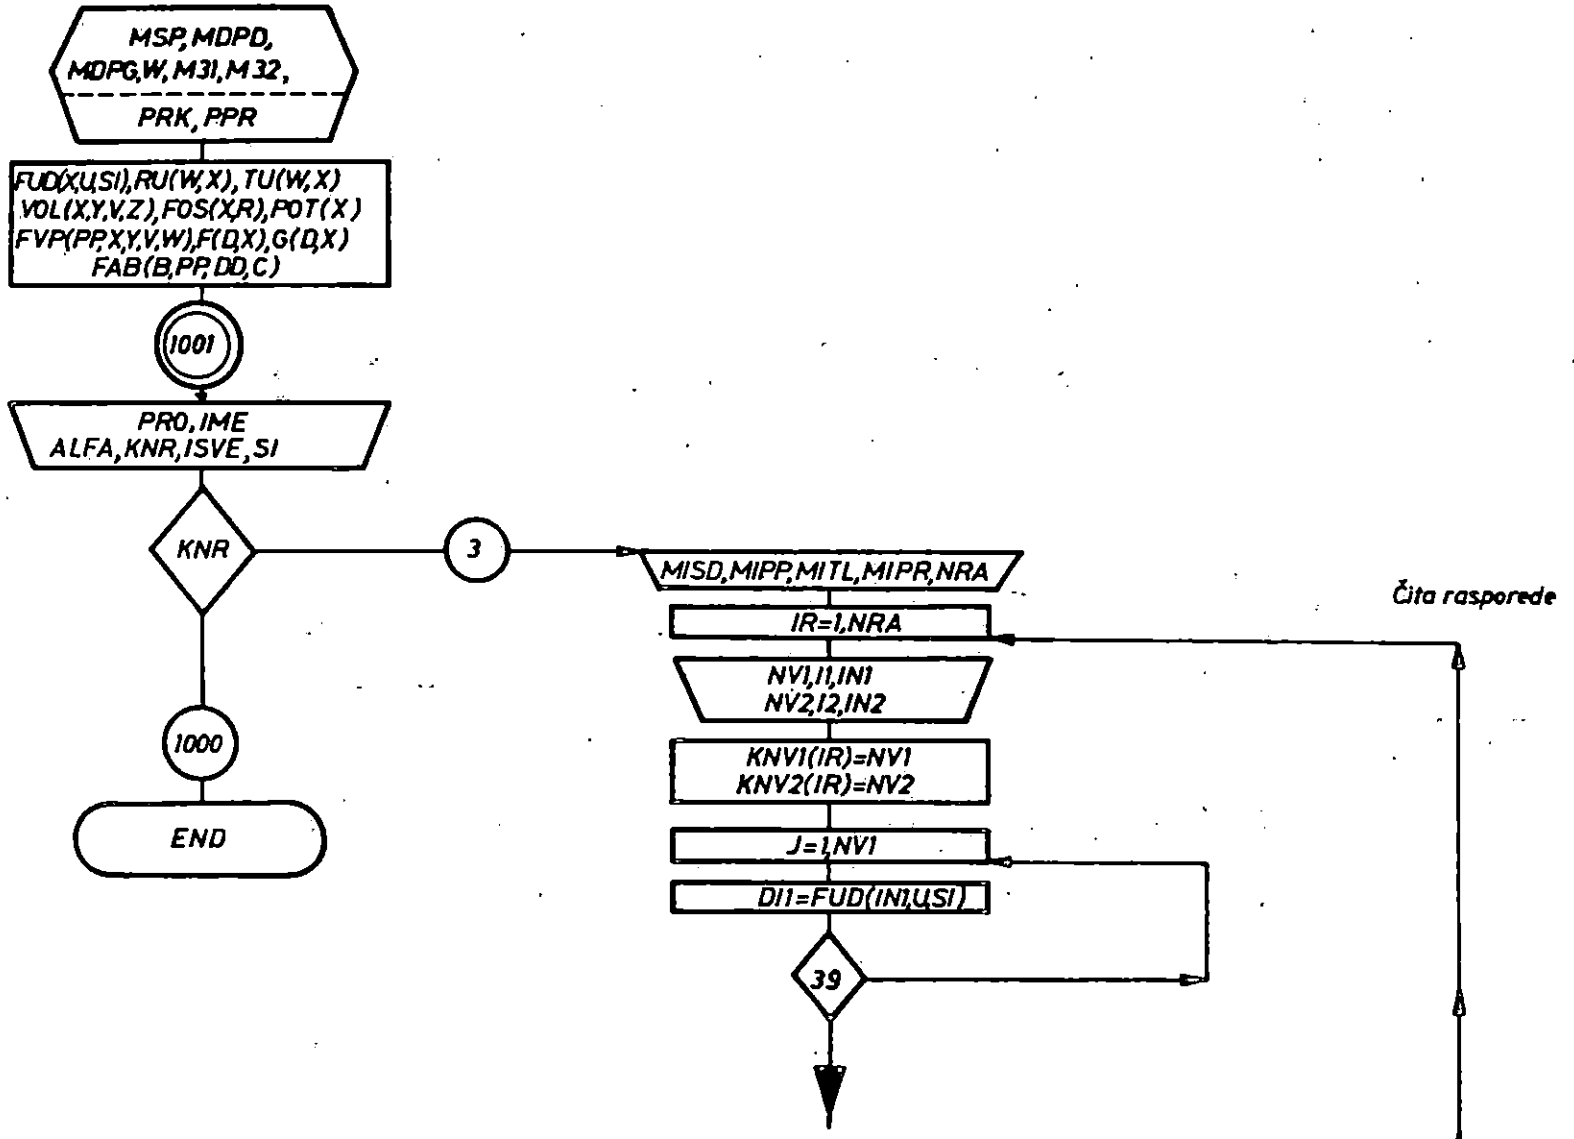 MSP, MDPD,
MDPG, W, M31, M32,
PRK, PPR
FUD(X,U,SI), RU(W,X), TU(W,X)
VOL(X,Y,V,Z), FOS(X,R), POT(X)
FVP(PP,X,Y,V,W), F(D,X), G(D,X)
FAB(B,PP,DD,C)
1001
PRO, IME
ALFA, KNR, ISVE, SI
KNR
3
1000
END
MISD, MIPP, MITL, MIPR, NRA
Čita rasporede
IR=1,NRA
NV1, I1, IN1
NV2, I2, IN2
KNV1(IR)=NV1
KNV2(IR)=NV2
J=1,NV1
DI1=FUD(IN1,U,SI)
39